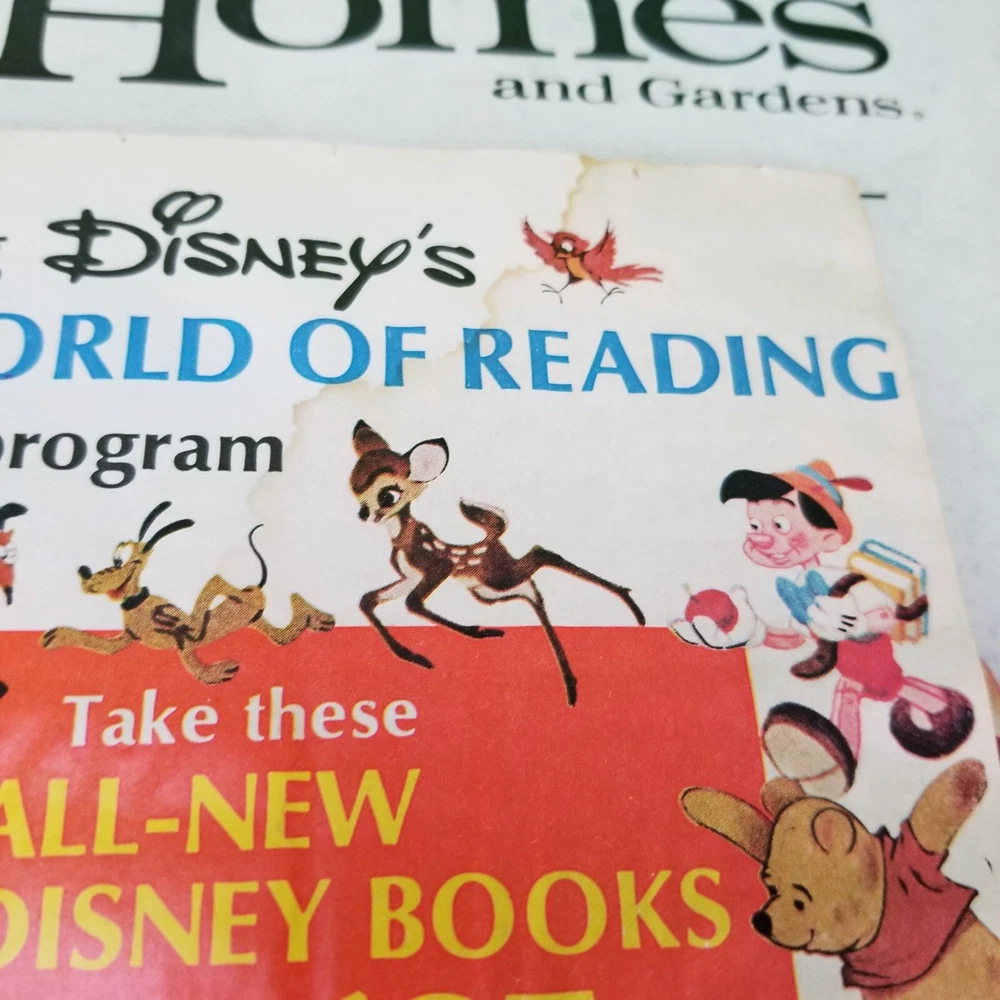 Homes
and Gardens®
Disney's
ORLD OF READING
program
Take these
ALL-NEW
DISNEY BOOKS